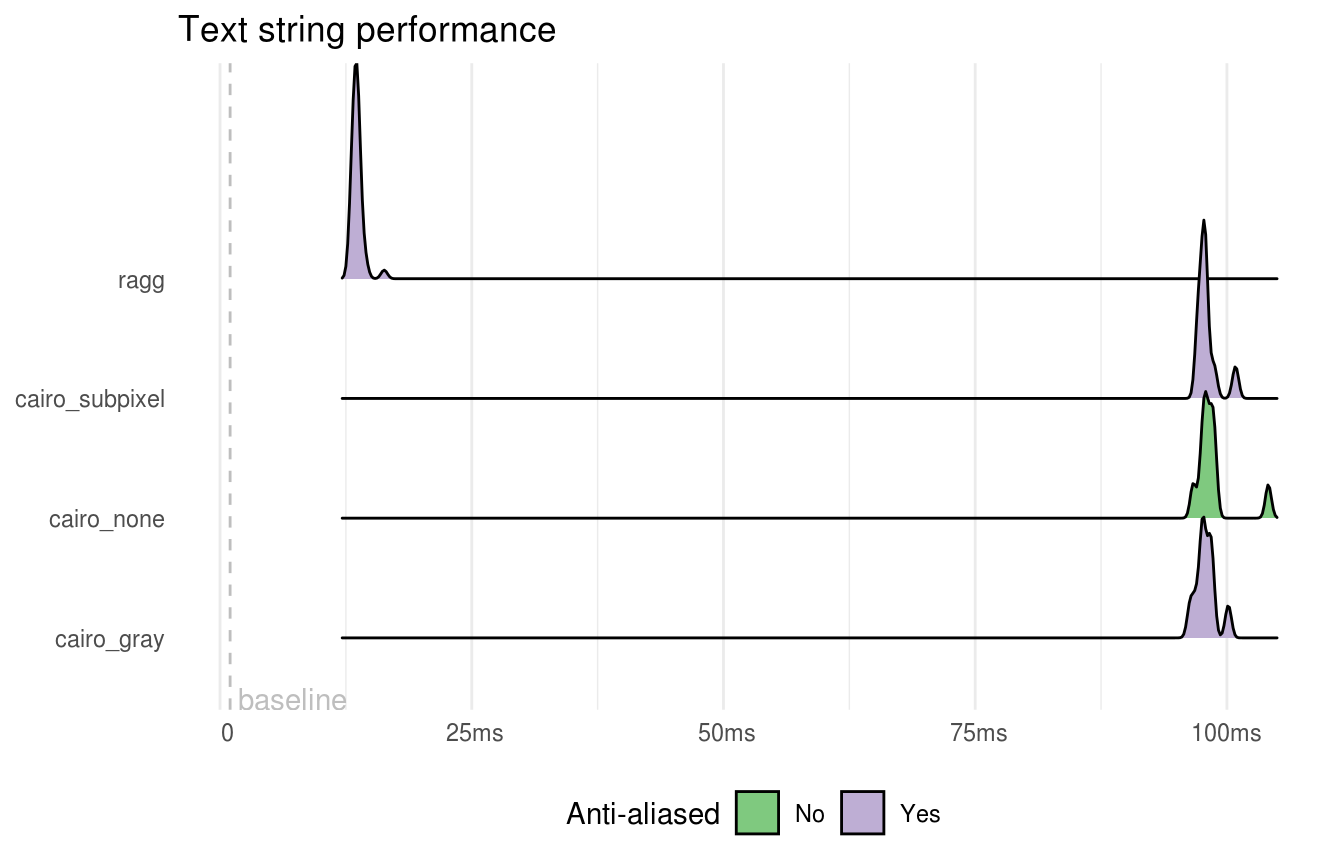 Text string performance
ragg
cairo_subpixel
cairo_none
cairo_gray
baseline
0 25ms 50ms 75ms 100ms
Anti-aliased No Yes